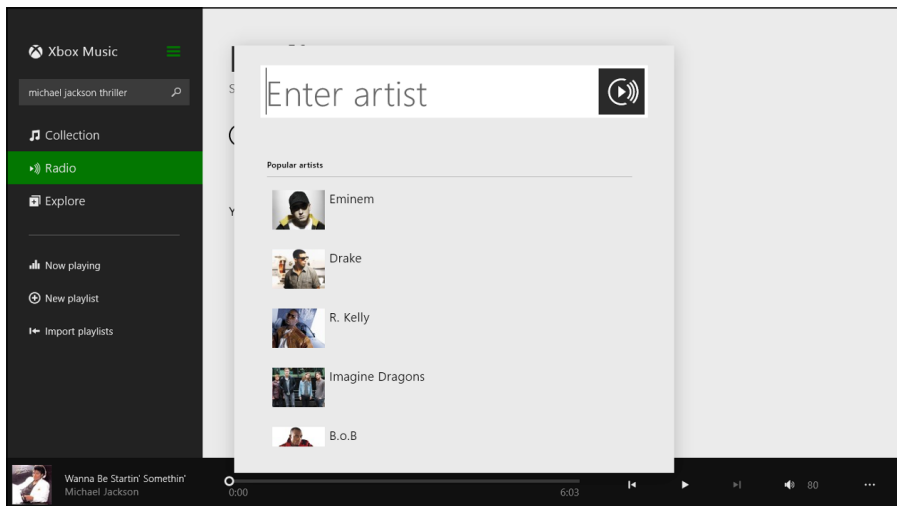 Xbox Music
michael jackson thriller
Collection
Radio
Explore
Now playing
New playlist
Import playlists
S
Y
Enter artist
Popular artists
Eminem
Drake
R. Kelly
Imagine Dragons
B.o.B
Wanna Be Startin' Somethin'
Michael Jackson
0:00
6:03
80